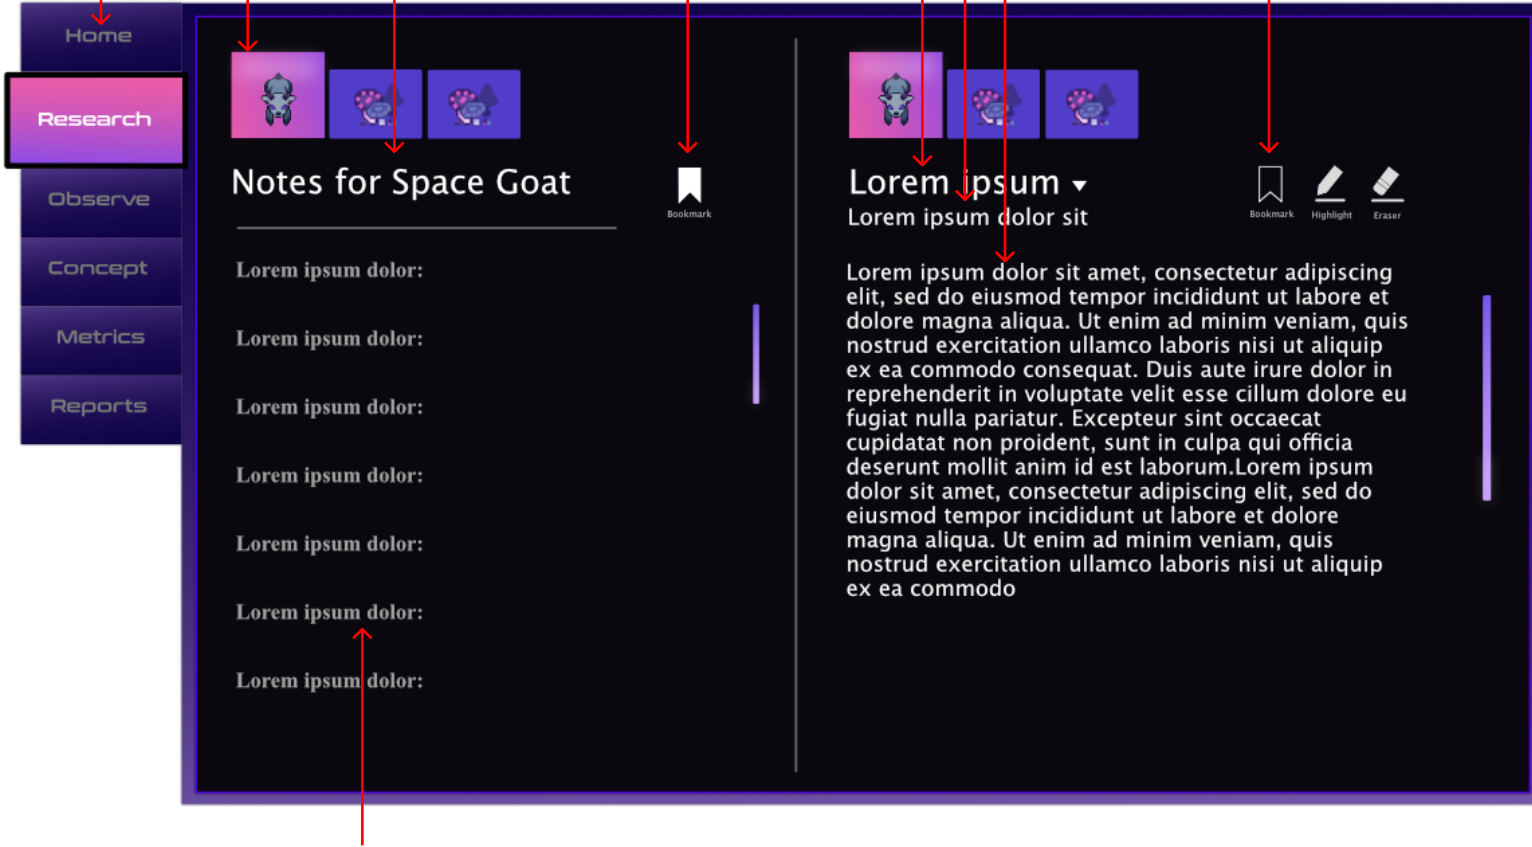 Home
Research
Observe
Concept
Metrics
Reports
Notes for Space Goat
Bookmark
Lorem ipsum dolor:
Lorem ipsum dolor:
Lorem ipsum dolor:
Lorem ipsum dolor:
Lorem ipsum dolor:
Lorem ipsum dolor:
Lorem ipsum dolor:
Lorem ipsum
Lorem ipsum dolor sit
Bookmark Highlight Eraser
Lorem ipsum dolor sit amet, consectetur adipiscing
elit, sed do eiusmod tempor incididunt ut labore et
dolore magna aliqua. Ut enim ad minim veniam, quis
nostrud exercitation ullamco laboris nisi ut aliquip
ex ea commodo consequat. Duis aute irure dolor in
reprehenderit in voluptate velit esse cillum dolore eu
fugiat nulla pariatur. Excepteur sint occaecat
cupidatat non proident, sunt in culpa qui officia
deserunt mollit anim id est laborum.Lorem ipsum
dolor sit amet, consectetur adipiscing elit, sed do
eiusmod tempor incididunt ut labore et dolore
magna aliqua. Ut enim ad minim veniam, quis
nostrud exercitation ullamco laboris nisi ut aliquip
ex ea commodo